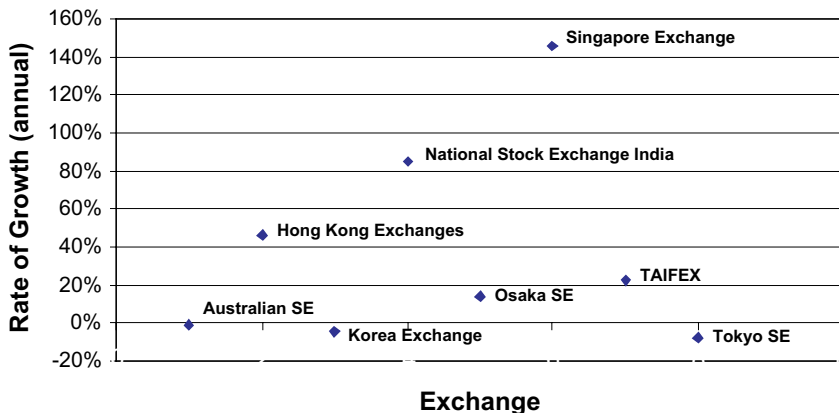 160%
Singapore Exchange
140%
120%
100%
National Stock Exchange India
80%
60%
Hong Kong Exchanges
40%
TAIFEX
20%
Osaka SE
Australian SE
0%
Korea Exchange
Tokyo SE
-20%
Rate of Growth (annual)
Exchange